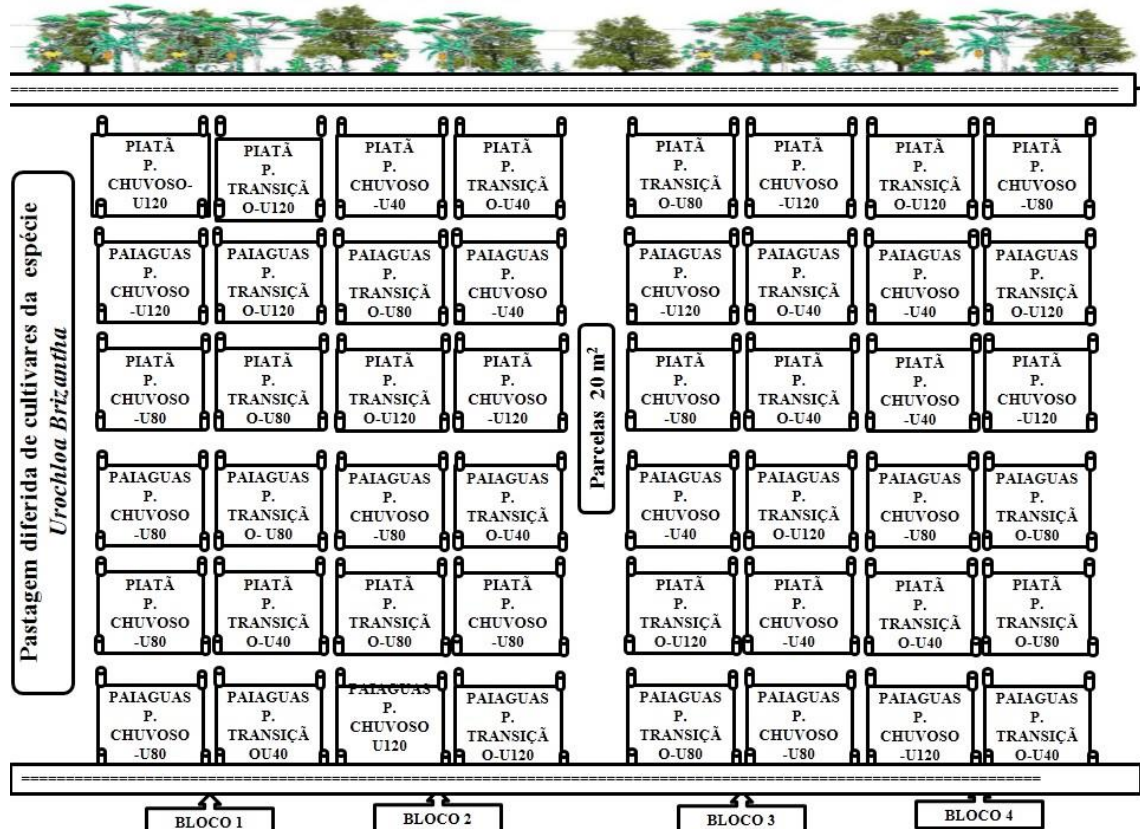 Pastagem diferida de cultivares da espécie
Urochloa Brizantha
PIATÃ
P.
CHUVOSO-
U120
PIATÃ
P.
TRANSIÇÃ
O-U120
PIATÃ
P.
CHUVOSO
-U40
PIATÃ
P.
TRANSIÇÃ
O-U40
PIATÃ
P.
TRANSIÇÃ
O-U80
PIATÃ
P.
CHUVOSO
-U120
PIATÃ
P.
TRANSIÇÃ
O-U120
PIATÃ
P.
CHUVOSO
-U80
PAIAGUAS
P.
CHUVOSO
-U120
PAIAGUAS
P.
TRANSIÇÃ
O-U120
PAIAGUAS
P.
TRANSIÇÃ
O-U80
PAIAGUAS
P.
CHUVOSO
-U40
PAIAGUAS
P.
CHUVOSO
-U120
PAIAGUAS
P.
TRANSIÇÃ
O-U40
PAIAGUAS
P.
CHUVOSO
-U40
PAIAGUAS
P.
TRANSIÇÃ
O-U120
PIATÃ
P.
CHUVOSO
-U80
PIATÃ
P.
TRANSIÇÃ
O-U80
PIATÃ
P.
TRANSIÇÃ
O-U120
PIATÃ
P.
CHUVOSO
-U120
Parcelas 20 m²
PIATÃ
P.
CHUVOSO
-U80
PIATÃ
P.
TRANSIÇÃ
O-U40
PIATÃ
P.
CHUVOSO
-U40
PIATÃ
P.
CHUVOSO
-U120
PAIAGUAS
P.
CHUVOSO
-U80
PAIAGUAS
P.
TRANSIÇÃ
O- U80
PAIAGUAS
P.
CHUVOSO
-U80
PAIAGUAS
P.
TRANSIÇÃ
O-U40
PAIAGUAS
P.
CHUVOSO
-U40
PAIAGUAS
P.
TRANSIÇÃ
O-U120
PAIAGUAS
P.
CHUVOSO
-U80
PAIAGUAS
P.
TRANSIÇÃ
O-U80
PIATÃ
P.
CHUVOSO
-U80
PIATÃ
P.
TRANSIÇÃ
O-U40
PIATÃ
P.
TRANSIÇÃ
O-U80
PIATÃ
P.
CHUVOSO
-U80
PIATÃ
P.
TRANSIÇÃ
O-U120
PIATÃ
P.
CHUVOSO
-U40
PIATÃ
P.
TRANSIÇÃ
O-U40
PIATÃ
P.
TRANSIÇÃ
O-U80
PAIAGUAS
P.
CHUVOSO
-U80
PAIAGUAS
P.
TRANSIÇÃ
OU40
PAIAGUAS
P.
CHUVOSO
U120
PAIAGUAS
P.
TRANSIÇÃ
O-U120
PAIAGUAS
P.
TRANSIÇÃ
O-U80
PAIAGUAS
P.
CHUVOSO
-U80
PAIAGUAS
P.
CHUVOSO
-U120
PAIAGUAS
P.
TRANSIÇÃ
O-U40
BLOCO 1
BLOCO 2
BLOCO 3
BLOCO 4